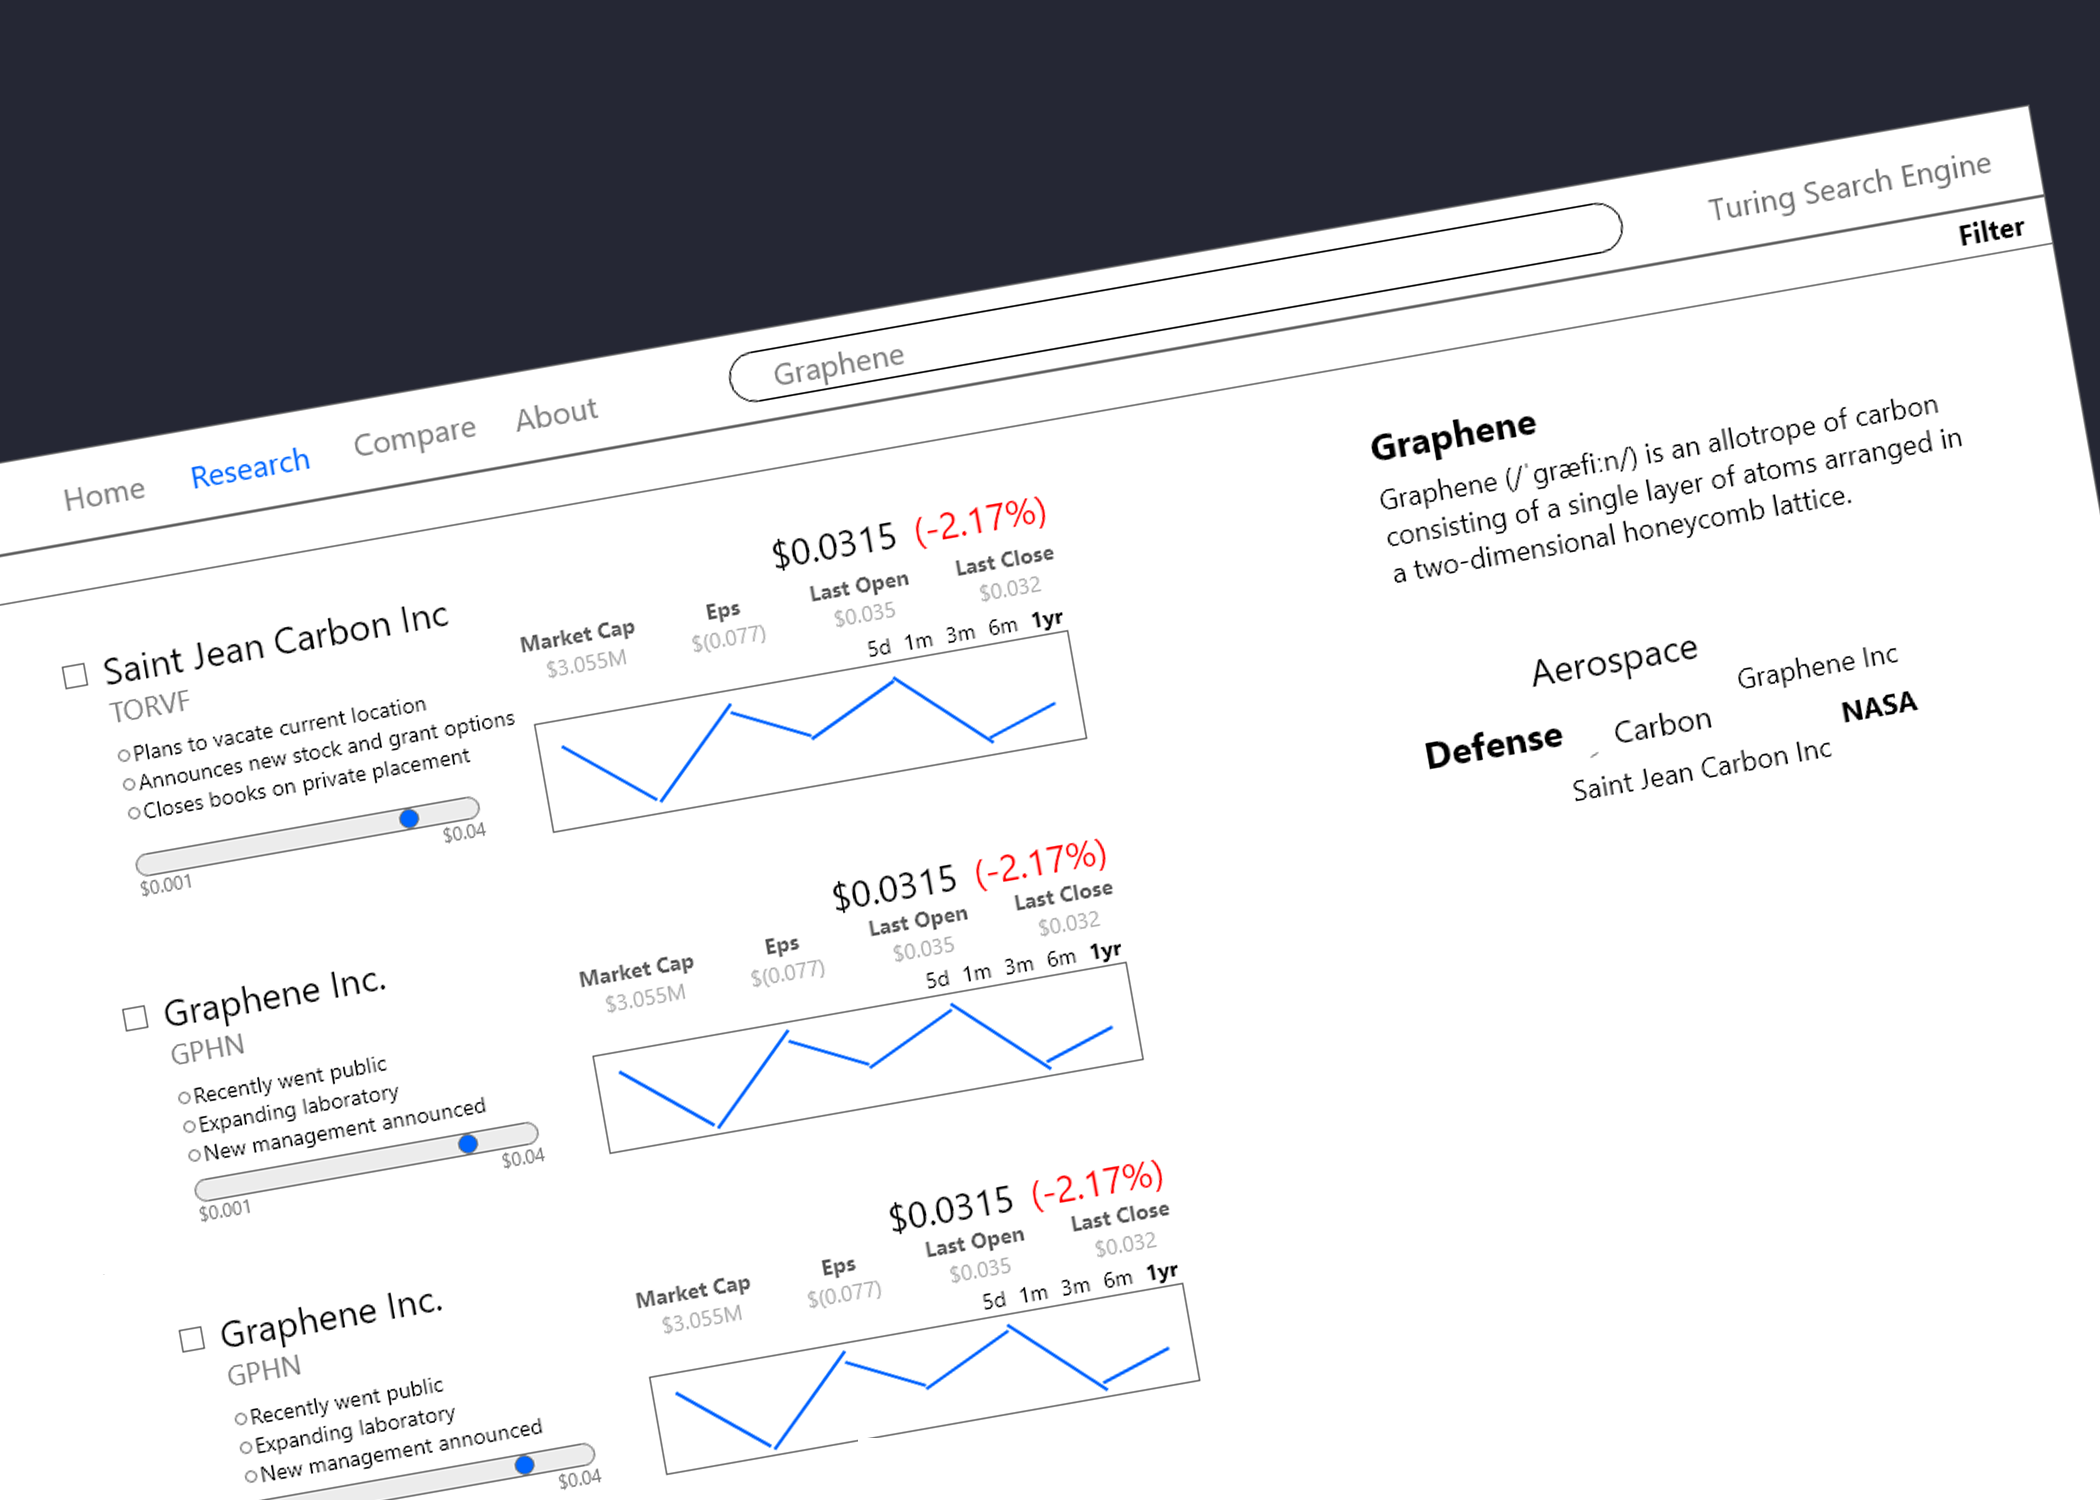 Turing Search Engine
Home Research Compare About
Graphene
Filter
Saint Jean Carbon Inc
TORVF
Plans to vacate current location
Announces new stock and grant options
Closes books on private placement
$0.001
$0.04
$0.0315 (-2.17%)
Market Cap
$3.055M
Eps
$(0.077)
Last Open
$0.035
Last Close
$0.032
5d 1m 3m 6m 1yr
Graphene Inc.
GPHN
Recently went public
Expanding laboratory
New management announced
$0.001
$0.04
$0.0315 (-2.17%)
Market Cap
$3.055M
Eps
$(0.077)
Last Open
$0.035
Last Close
$0.032
5d 1m 3m 6m 1yr
Graphene Inc.
GPHN
Recently went public
Expanding laboratory
New management announced
$0.04
$0.0315 (-2.17%)
Market Cap
$3.055M
Eps
$(0.077)
Last Open
$0.035
Last Close
$0.032
5d 1m 3m 6m 1yr
Graphene
Graphene (/ˈgræfiːn/) is an allotrope of carbon
consisting of a single layer of atoms arranged in
a two-dimensional honeycomb lattice.
Aerospace
Graphene Inc
Defense
Carbon
NASA
Saint Jean Carbon Inc